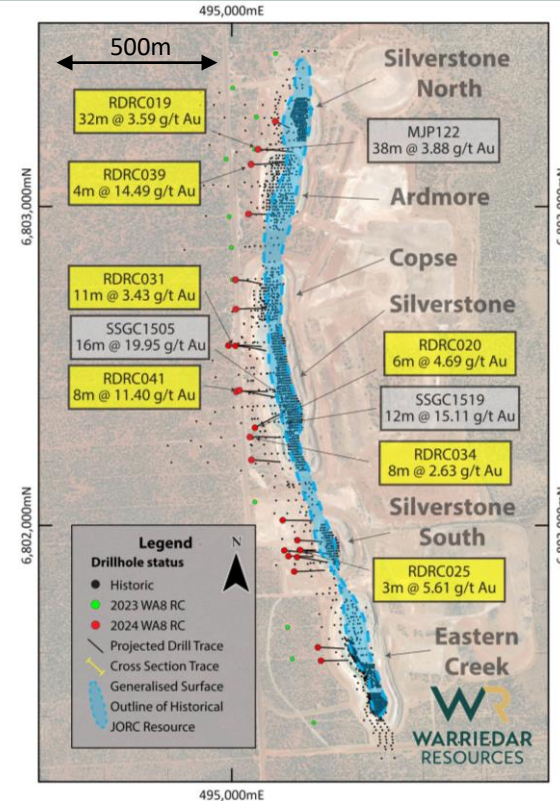 495,000mE
500m
Silverstone
North
RDRC019
32m @ 3.59 g/t Au
MJP122
38m @ 3.88 g/t Au
RDRC039
4m @ 14.49 g/t Au
Ardmore
6,803,000mN
Copse
RDRC031
11m @ 3.43 g/t Au
Silverstone
SSGC1505
16m @ 19.95 g/t Au
RDRC020
6m @ 4.69 g/t Au
RDRC041
8m @ 11.40 g/t Au
SSGC1519
12m @ 15.11 g/t Au
RDRC034
8m @ 2.63 g/t Au
6,802,000mN
Silverstone
South
RDRC025
3m @ 5.61 g/t Au
Legend
N
Drillhole status
Historic
2023 WA8 RC
2024 WA8 RC
Projected Drill Trace
Cross Section Trace
Generalised Surface
Outline of Historical
JORC Resource
Eastern
Creek
WR
WARRIEDAR
RESOURCES
495,000mE